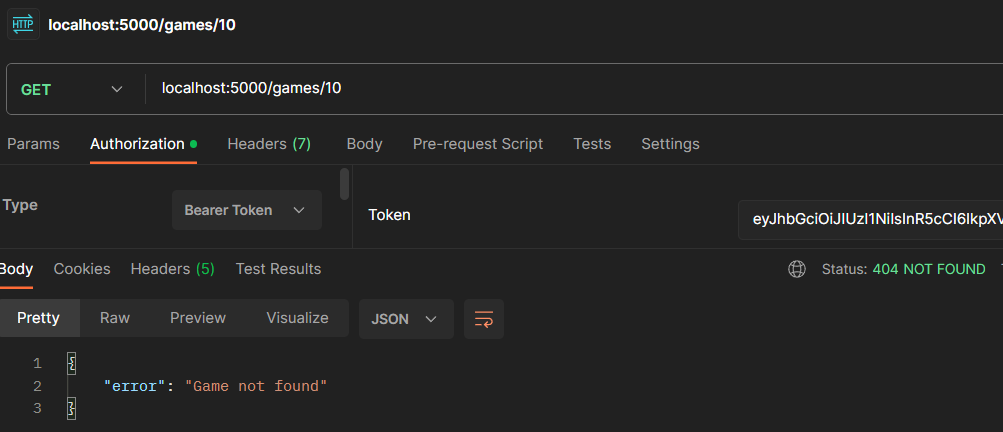 HTTP localhost:5000/games/10
GET localhost:5000/games/10
Params Authorization Headers (7) Body Pre-request Script Tests Settings
Type Bearer Token Token eyJhbGciOiJIUzI1NiIsInR5cCI6IkpXV
Body Cookies Headers (5) Test Results Status: 404 NOT FOUND
Pretty Raw Preview Visualize JSON
1 {
2 "error": "Game not found"
3 }